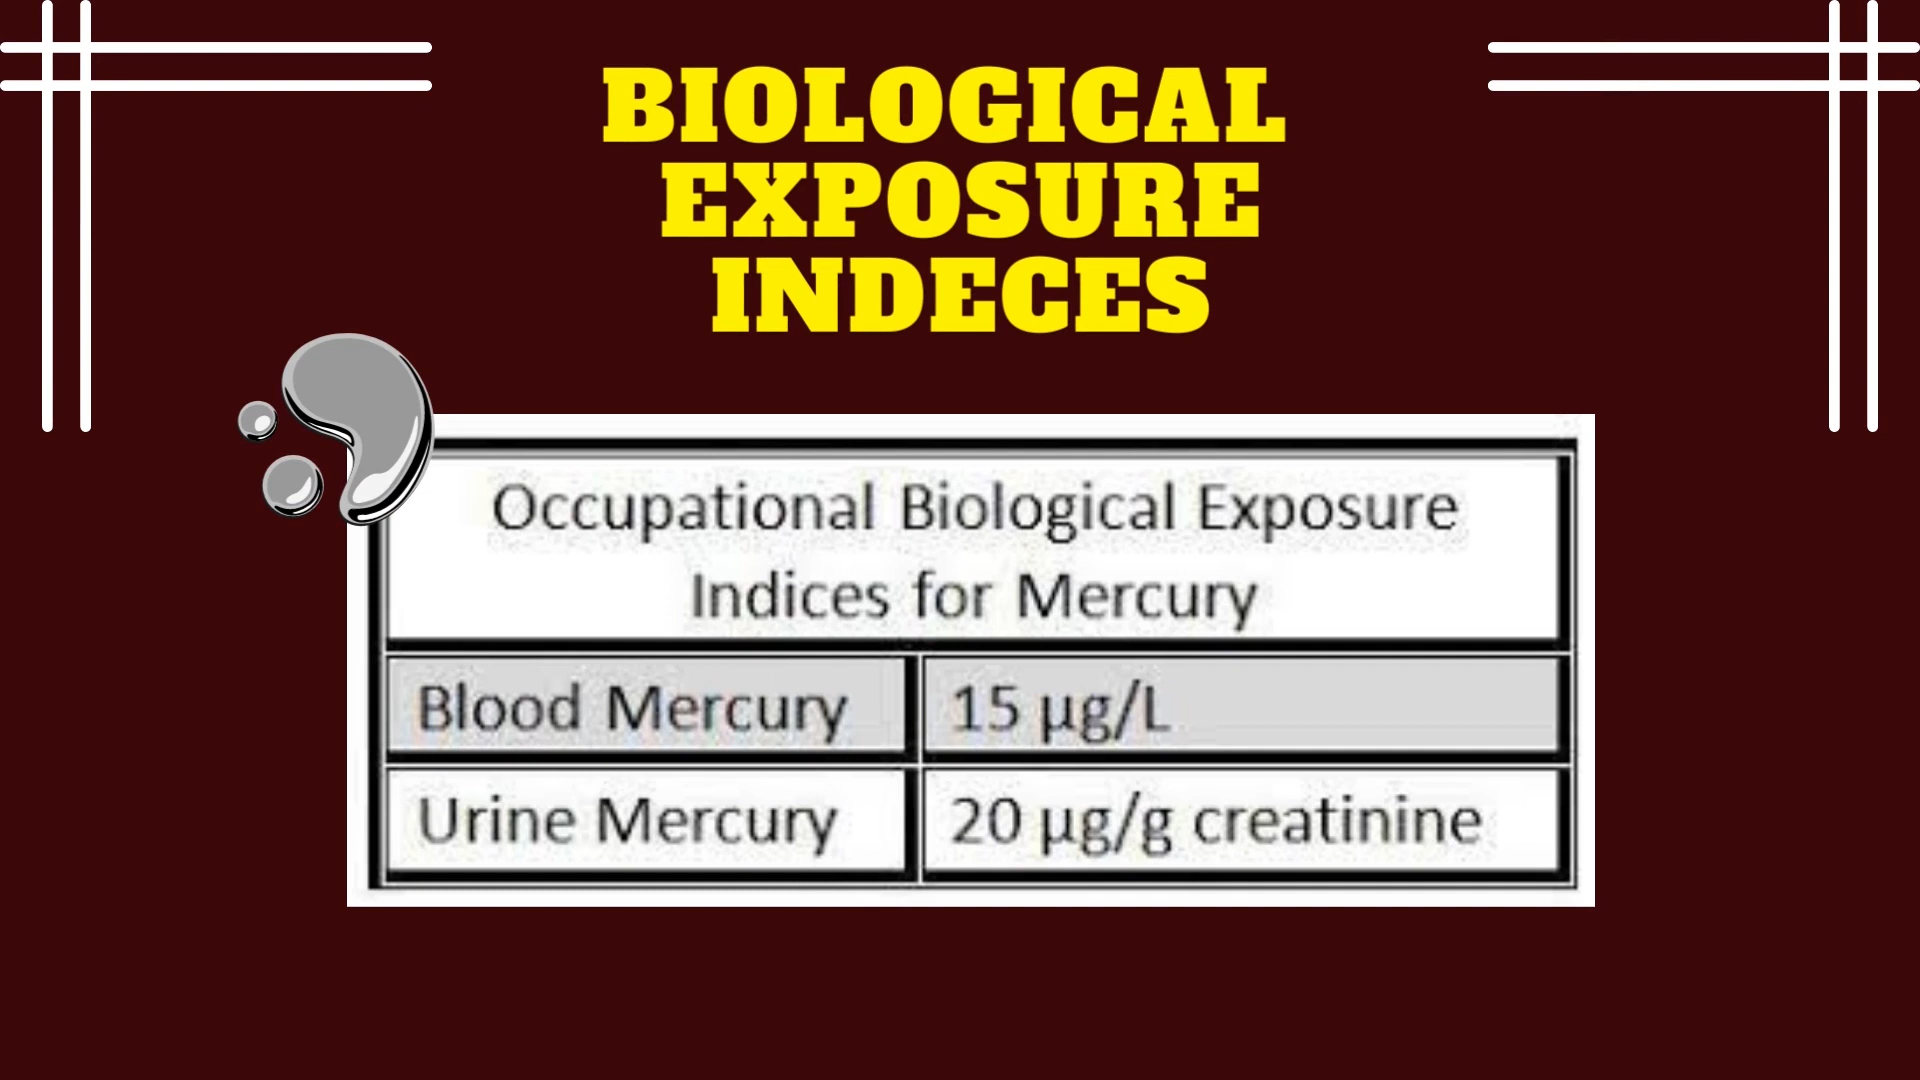 BIOLOGICAL
EXPOSURE
INDECES
Occupational Biological Exposure
Indices for Mercury
Blood Mercury 15 µg/L
Urine Mercury 20 µg/g creatinine